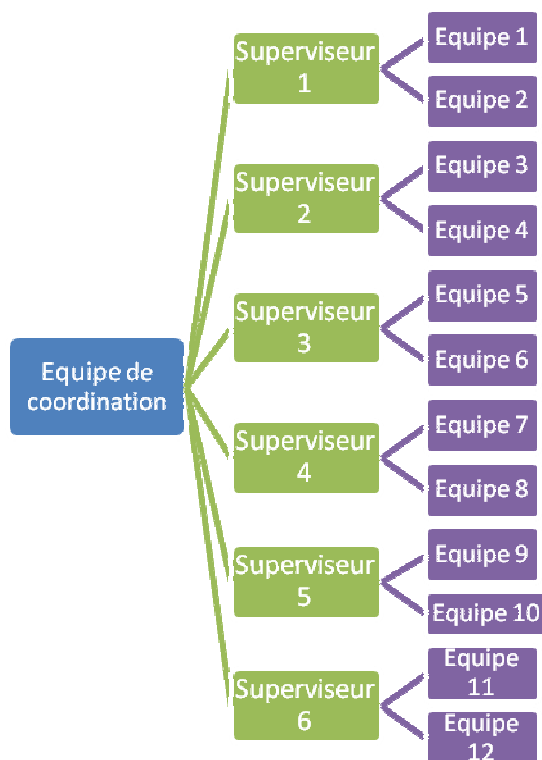 Equipe de
coordination
Superviseur
1
Equipe 1
Equipe 2
Superviseur
2
Equipe 3
Equipe 4
Superviseur
3
Equipe 5
Equipe 6
Superviseur
4
Equipe 7
Equipe 8
Superviseur
5
Equipe 9
Equipe 10
Superviseur
6
Equipe
11
Equipe
12